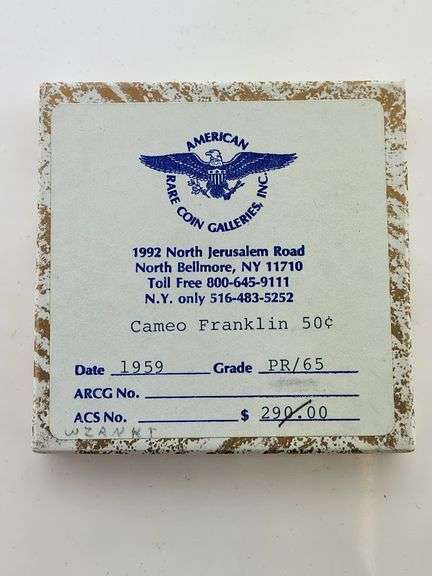 AMERICAN
RARE COIN GALLERIES, INC.
1992 North Jerusalem Road
North Bellmore, NY 11710
Toll Free 800-645-9111
N.Y. only 516-483-5252
Cameo Franklin 50¢
Date 1959 Grade PR/65
ARCG No.
ACS No. $ 290.00